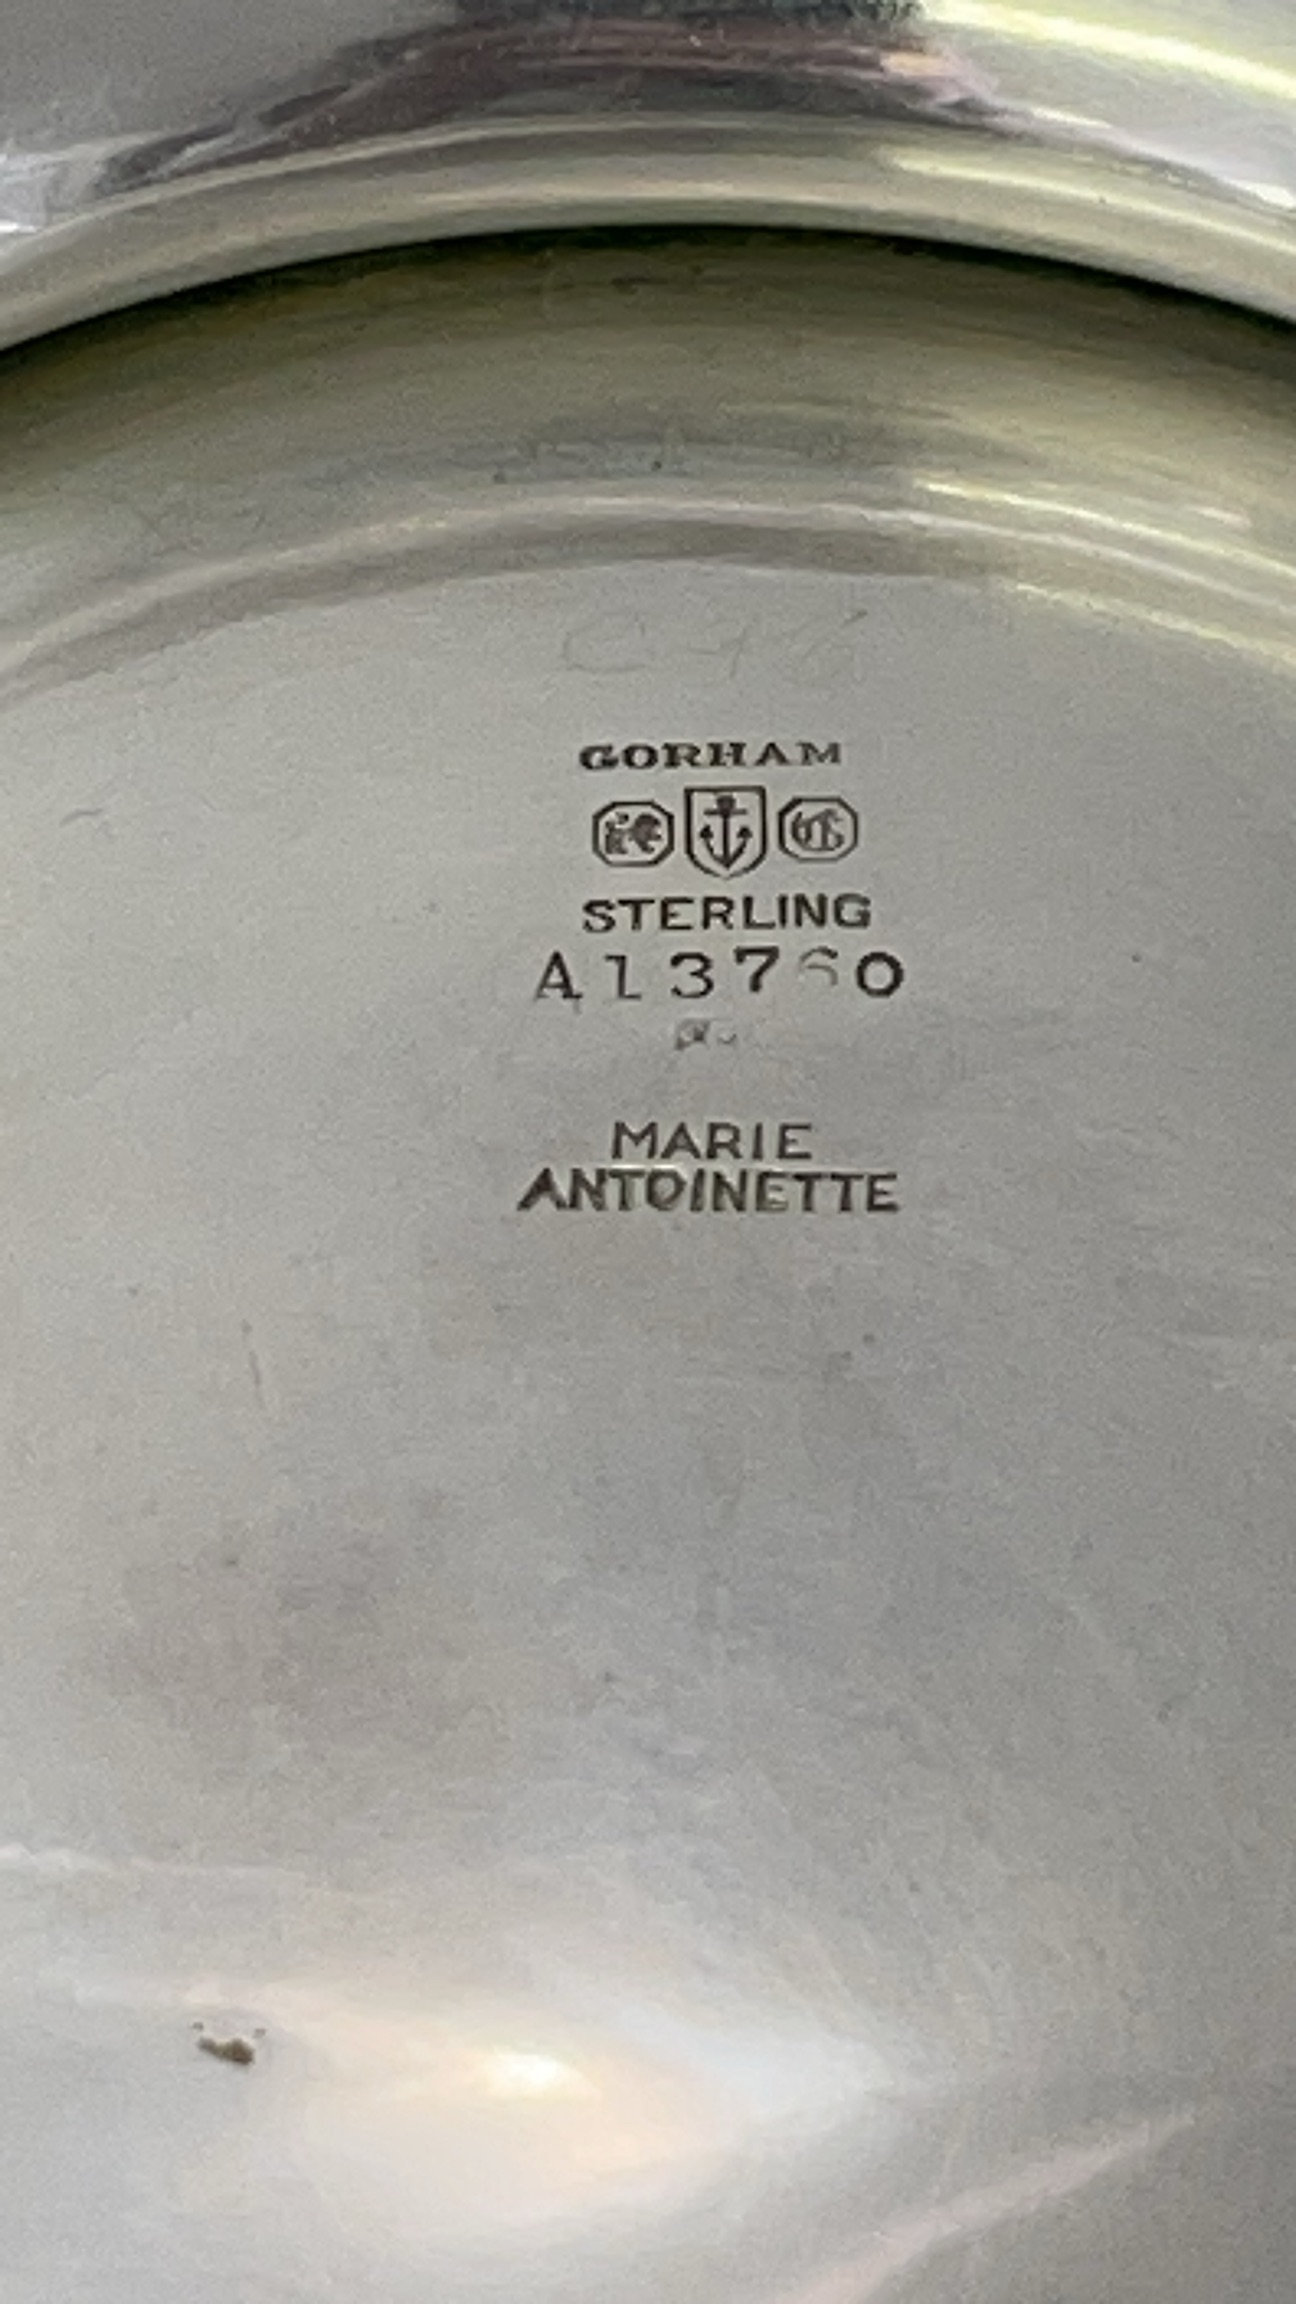 GORHAM
STERLING
A13760
MARIE
ANTOINETTE